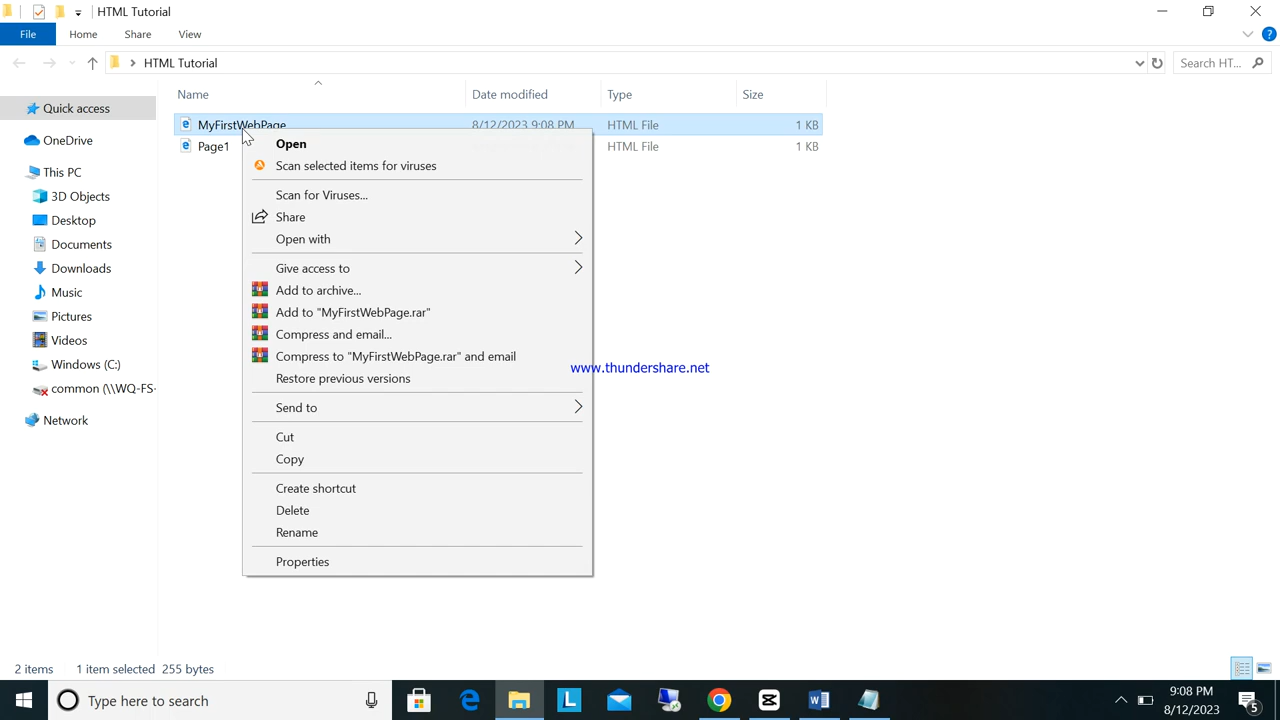 HTML Tutorial
File Home Share View
HTML Tutorial Search HT...
Name Date modified Type Size
Quick access
OneDrive
This PC
3D Objects
Desktop
Documents
Downloads
Music
Pictures
Videos
Windows (C:)
common (\\WQ-FS-
Network
MyFirstWebPage 8/12/2023 9:08 PM HTML File 1 KB
Page1 HTML File 1 KB
Open
Scan selected items for viruses
Scan for Viruses...
Share
Open with
Give access to
Add to archive...
Add to "MyFirstWebPage.rar"
Compress and email...
Compress to "MyFirstWebPage.rar" and email
Restore previous versions
Send to
Cut
Copy
Create shortcut
Delete
Rename
Properties
www.thundershare.net
2 items 1 item selected 255 bytes
Type here to search
9:08 PM
8/12/2023
5